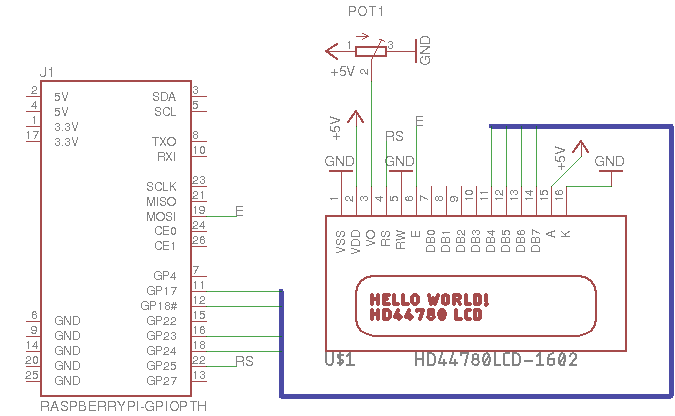 POT1
1
3
GND
+5V
2
J1
2 5V
4 5V
1 3.3V
17 3.3V
SDA 3
SCL 5
TXO 8
RXI 10
SCLK 23
MISO 21
MOSI 19 E
CE0 24
CE1 26
GP4 7
GP17 11
GP18# 12
GP22 15
GP23 16
GP24 18
GP25 22 RS
GP27 13
6 GND
9 GND
14 GND
20 GND
25 GND
RASPBERRYPI-GPIOPTH
GND +5V RS GND E +5V GND
1 2 3 4 5 6 7 8 9 10 11 12 13 14 15 16
VSS VDD VO RS RW E DB0 DB1 DB2 DB3 DB4 DB5 DB6 DB7 A K
HELLO WORLD!
HD44780 LCD
U$1 HD44780LCD-1602